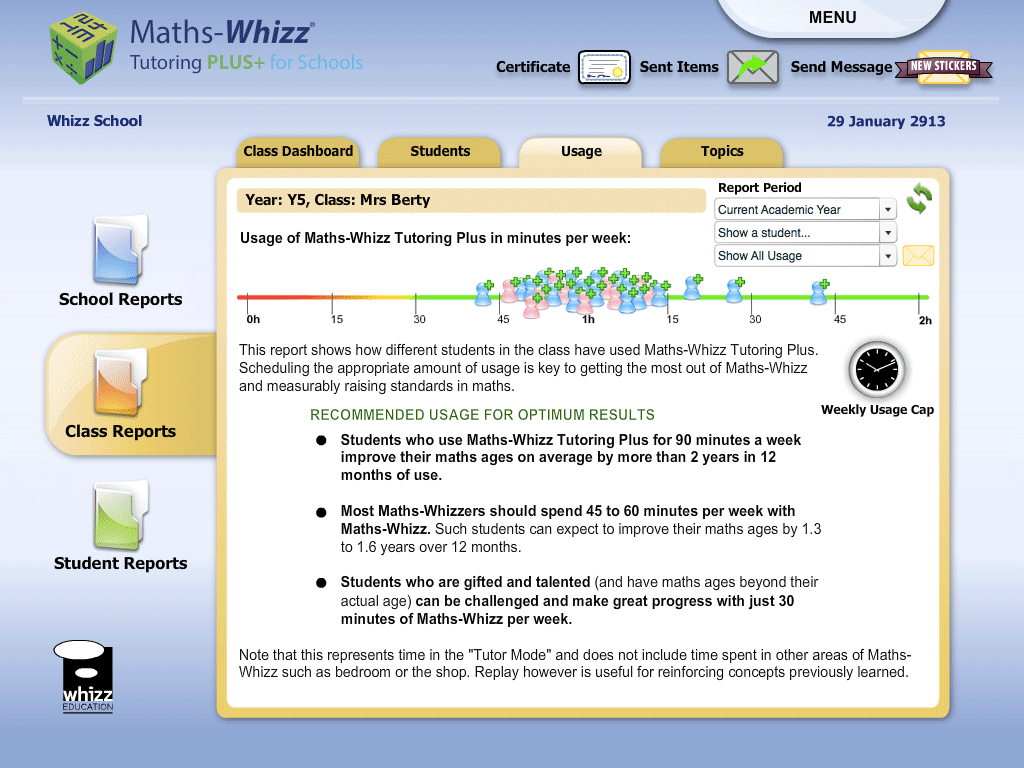 MENU
Maths-Whizz®
Tutoring PLUS+ for Schools
Certificate
Sent Items
Send Message
NEW STICKERS
Whizz School
29 January 2913
Class Dashboard
Students
Usage
Topics
Year: Y5, Class: Mrs Berty
Report Period
Current Academic Year
Show a student...
Show All Usage
Usage of Maths-Whizz Tutoring Plus in minutes per week:
0h 15 30 45 1h 15 30 45 2h
School Reports
Class Reports
Student Reports
This report shows how different students in the class have used Maths-Whizz Tutoring Plus.
Scheduling the appropriate amount of usage is key to getting the most out of Maths-Whizz
and measurably raising standards in maths.
Weekly Usage Cap
RECOMMENDED USAGE FOR OPTIMUM RESULTS
● Students who use Maths-Whizz Tutoring Plus for 90 minutes a week
improve their maths ages on average by more than 2 years in 12
months of use.
● Most Maths-Whizzers should spend 45 to 60 minutes per week with
Maths-Whizz. Such students can expect to improve their maths ages by 1.3
to 1.6 years over 12 months.
● Students who are gifted and talented (and have maths ages beyond their
actual age) can be challenged and make great progress with just 30
minutes of Maths-Whizz per week.
Note that this represents time in the "Tutor Mode" and does not include time spent in other areas of Maths-
Whizz such as bedroom or the shop. Replay however is useful for reinforcing concepts previously learned.
whizz
EDUCATION